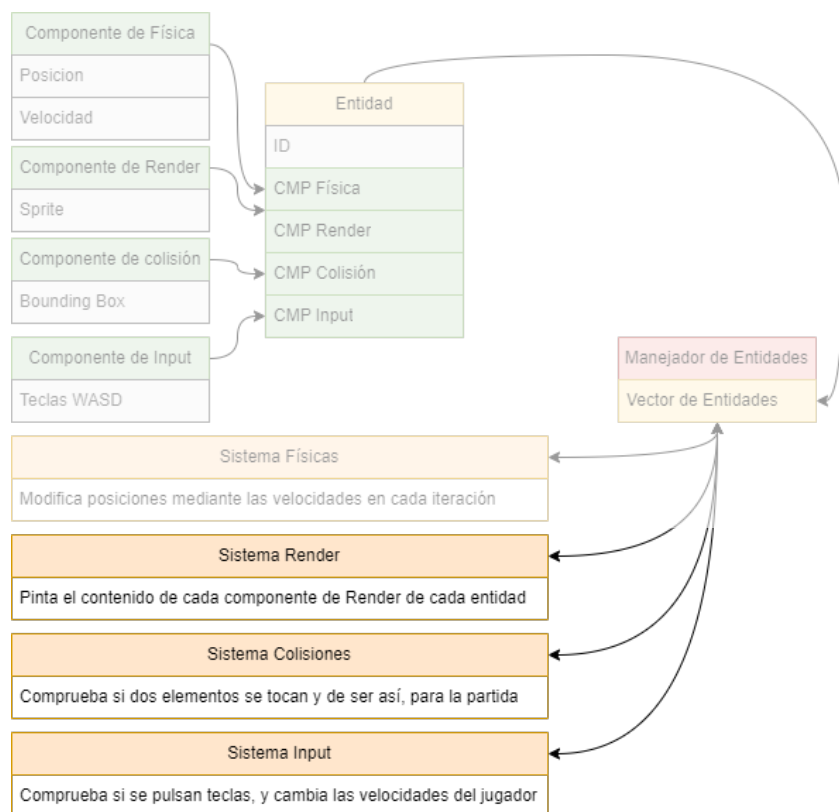 Componente de Física
Posicion
Velocidad
Componente de Render
Sprite
Componente de colisión
Bounding Box
Componente de Input
Teclas WASD
Entidad
ID
CMP Física
CMP Render
CMP Colisión
CMP Input
Manejador de Entidades
Vector de Entidades
Sistema Físicas
Modifica posiciones mediante las velocidades en cada iteración
Sistema Render
Pinta el contenido de cada componente de Render de cada entidad
Sistema Colisiones
Comprueba si dos elementos se tocan y de ser así, para la partida
Sistema Input
Comprueba si se pulsan teclas, y cambia las velocidades del jugador